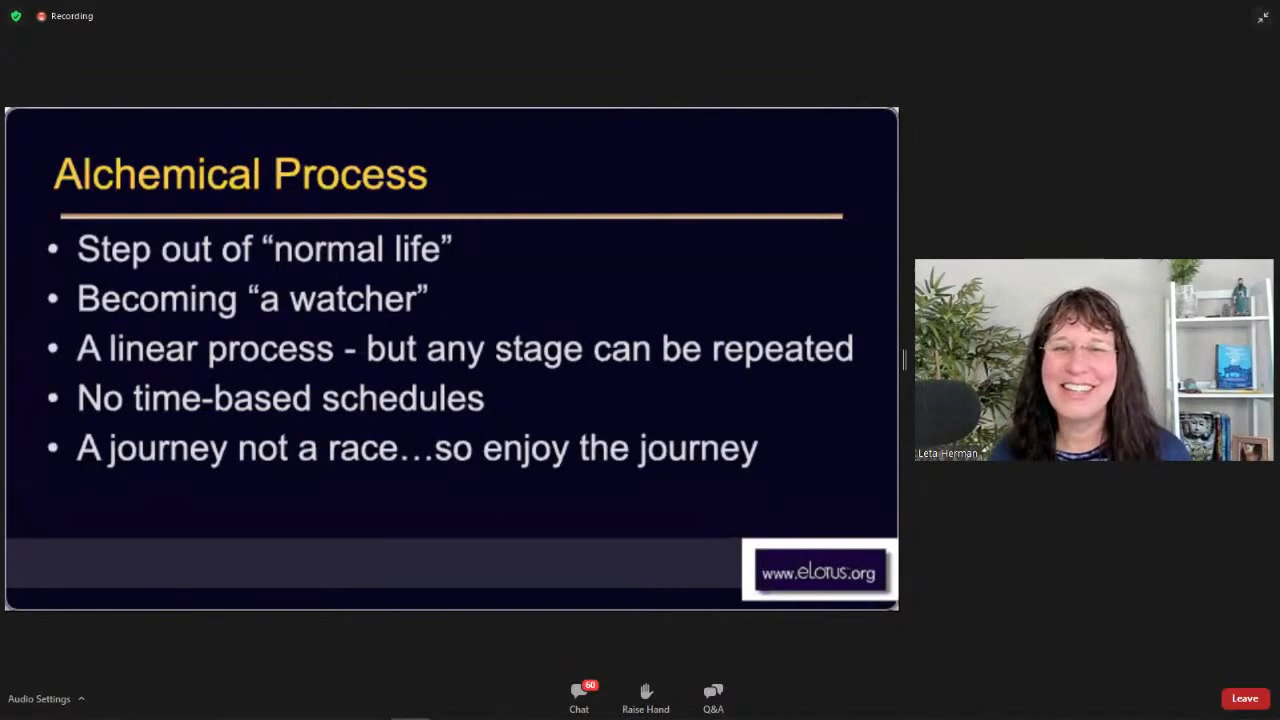 Recording
Alchemical Process
• Step out of “normal life”
• Becoming “a watcher”
• A linear process - but any stage can be repeated
• No time-based schedules
• A journey not a race…so enjoy the journey
www.eLotus.org
Leta Herman
Audio Settings
60
Chat
Raise Hand
Q&A
Leave